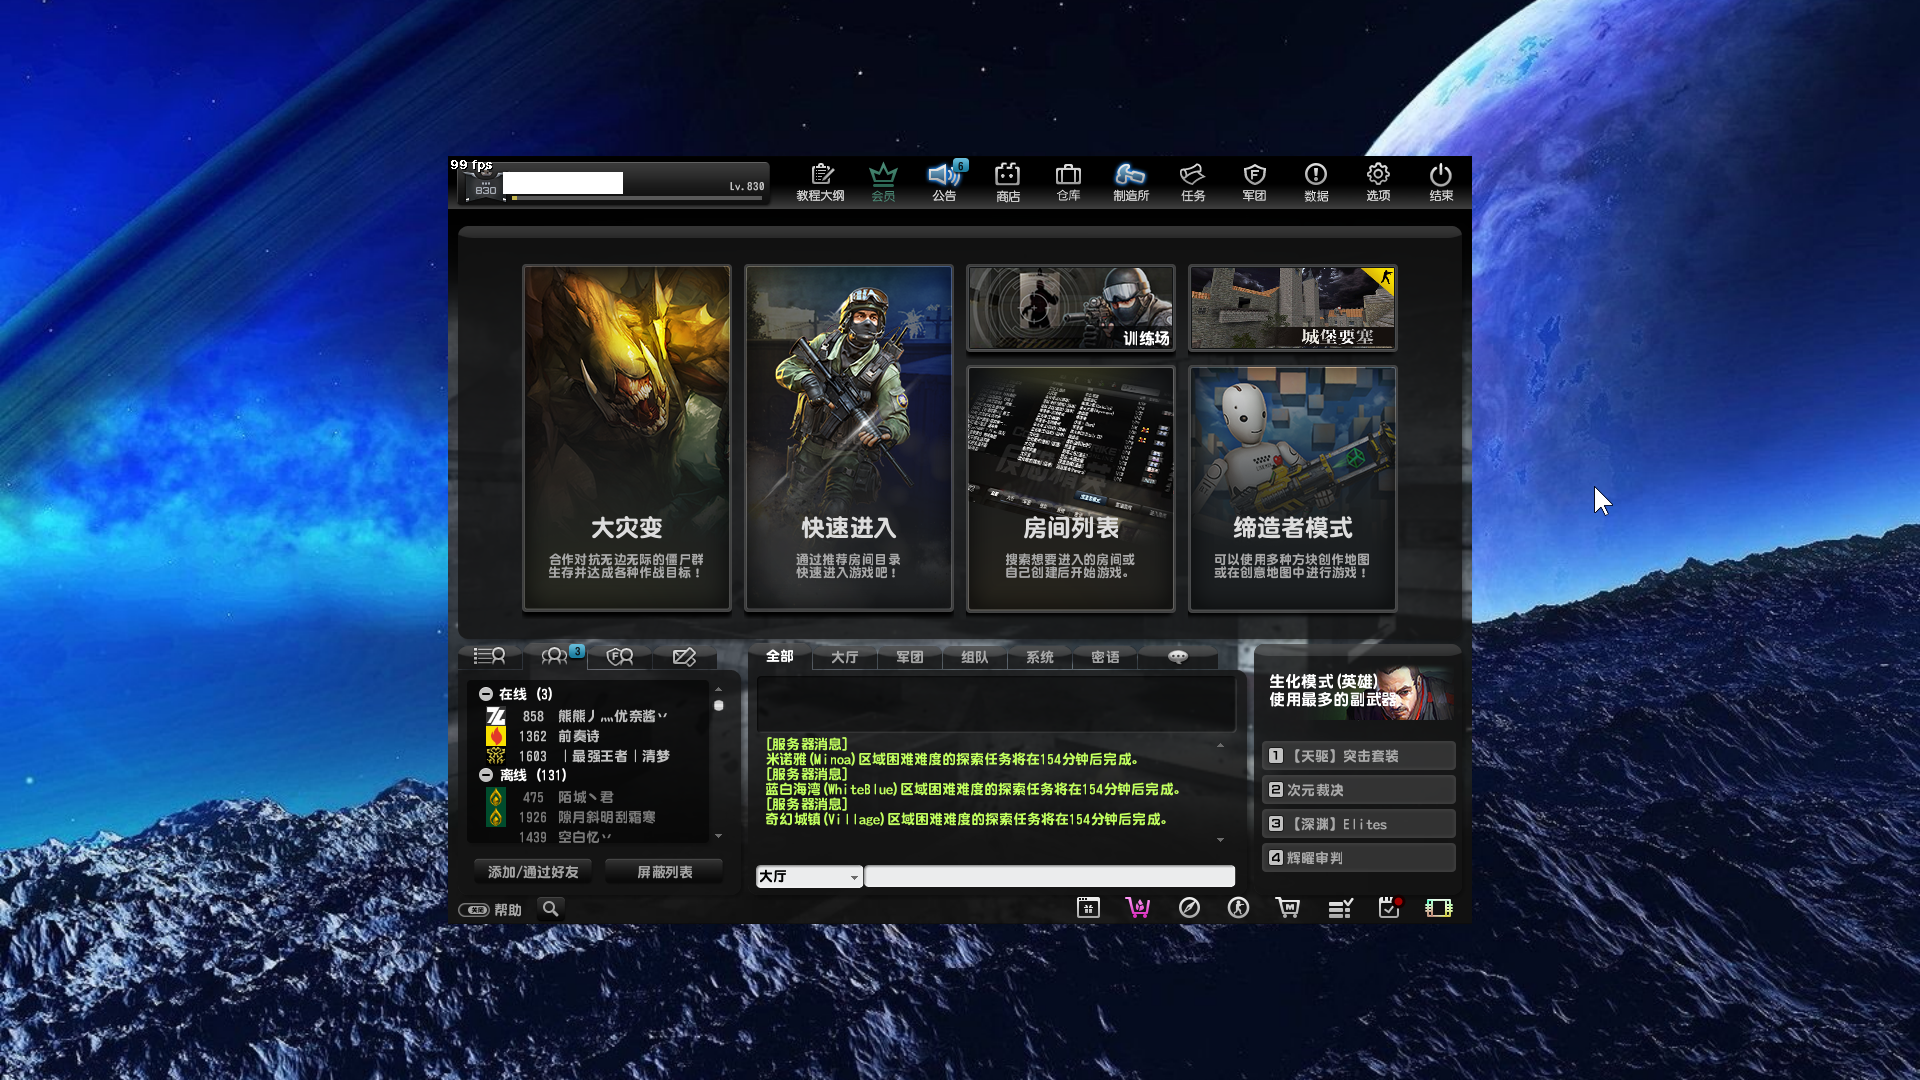 99 fps
830
Lv.830
教程大纲
会员
6
公告
商店
仓库
制造所
任务
军团
数据
选项
结束
大灾变
合作对抗无边无际的僵尸群
生存并达成各种作战目标！
快速进入
通过推荐房间目录
快速进入游戏吧！
训练场
房间列表
搜索想要进入的房间或
自己创建后开始游戏。
城堡要塞
缔造者模式
可以使用多种方块创作地图
或在创意地图中进行游戏！
3
在线 (3)
858 熊熊丿灬优奈酱丷
1362 前奏诗
1603 丨最强王者丨清梦
离线 (131)
475 陌城丶君
1926 隙月斜明刮霜寒
1439 空白忆丷
添加/通过好友
屏蔽列表
帮助
全部
大厅
军团
组队
系统
密语
[服务器消息]
米诺雅(Minoa)区域困难难度的探索任务将在154分钟后完成。
[服务器消息]
蓝白海湾(WhiteBlue)区域困难难度的探索任务将在154分钟后完成。
[服务器消息]
奇幻城镇(Village)区域困难难度的探索任务将在154分钟后完成。
大厅
生化模式(英雄)
使用最多的副武器
1 【天驱】突击套装
2 次元裁决
3 【深渊】Elites
4 辉曜审判